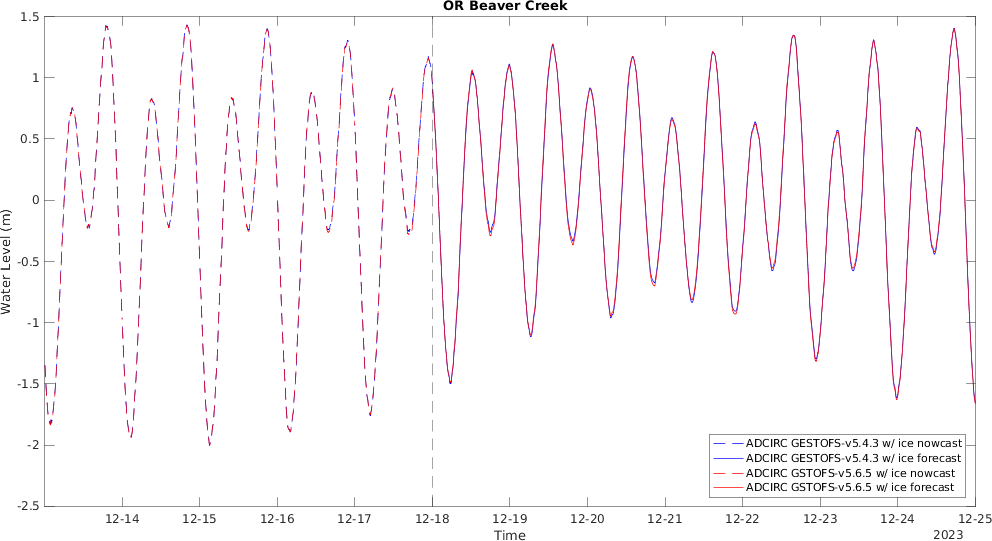 OR Beaver Creek
1.5
1
0.5
0
-0.5
-1
-1.5
-2
-2.5
Water Level (m)
12-14 12-15 12-16 12-17 12-18 12-19 12-20 12-21 12-22 12-23 12-24 12-25
2023
Time
ADCIRC GESTOFS-v5.4.3 w/ ice nowcast
ADCIRC GESTOFS-v5.4.3 w/ ice forecast
ADCIRC GSTOFS-v5.6.5 w/ ice nowcast
ADCIRC GSTOFS-v5.6.5 w/ ice forecast